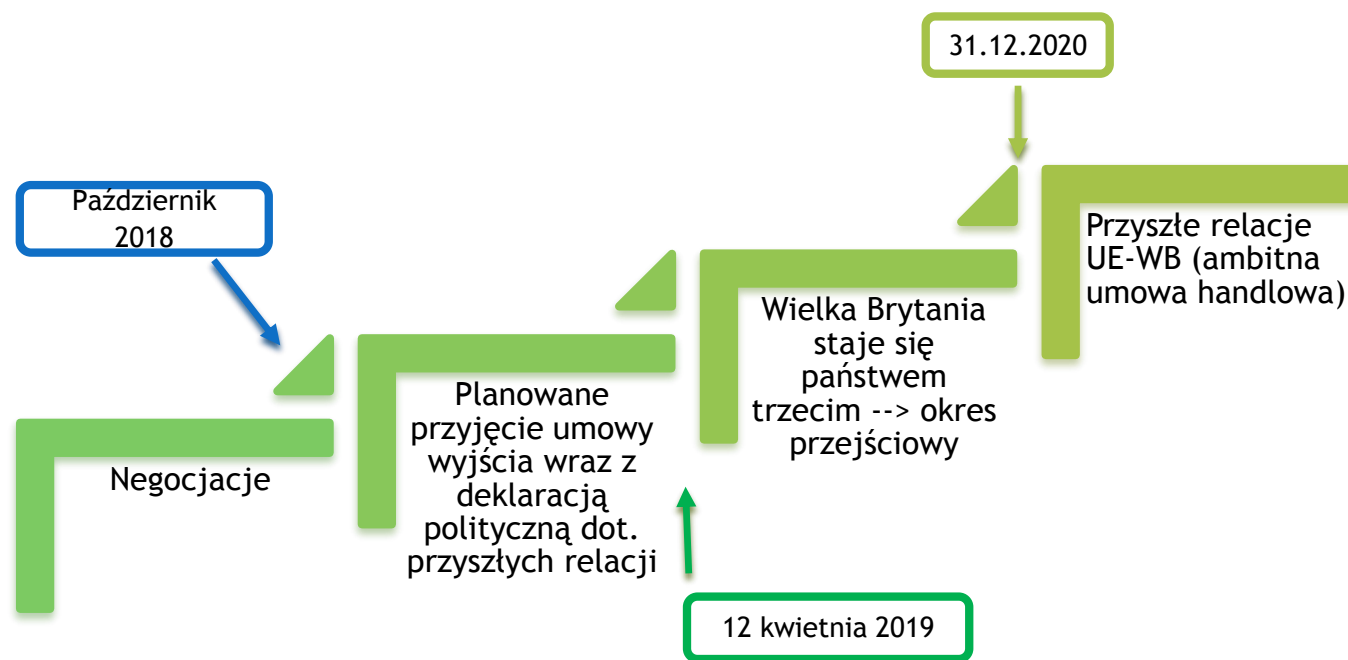 31.12.2020
Październik
2018
Przyszłe relacje
UE-WB (ambitna
umowa handlowa)
Wielka Brytania
staje się
państwem
trzecim --> okres
przejściowy
Planowane
przyjęcie umowy
wyjścia wraz z
deklaracją
polityczną dot.
przyszłych relacji
Negocjacje
12 kwietnia 2019